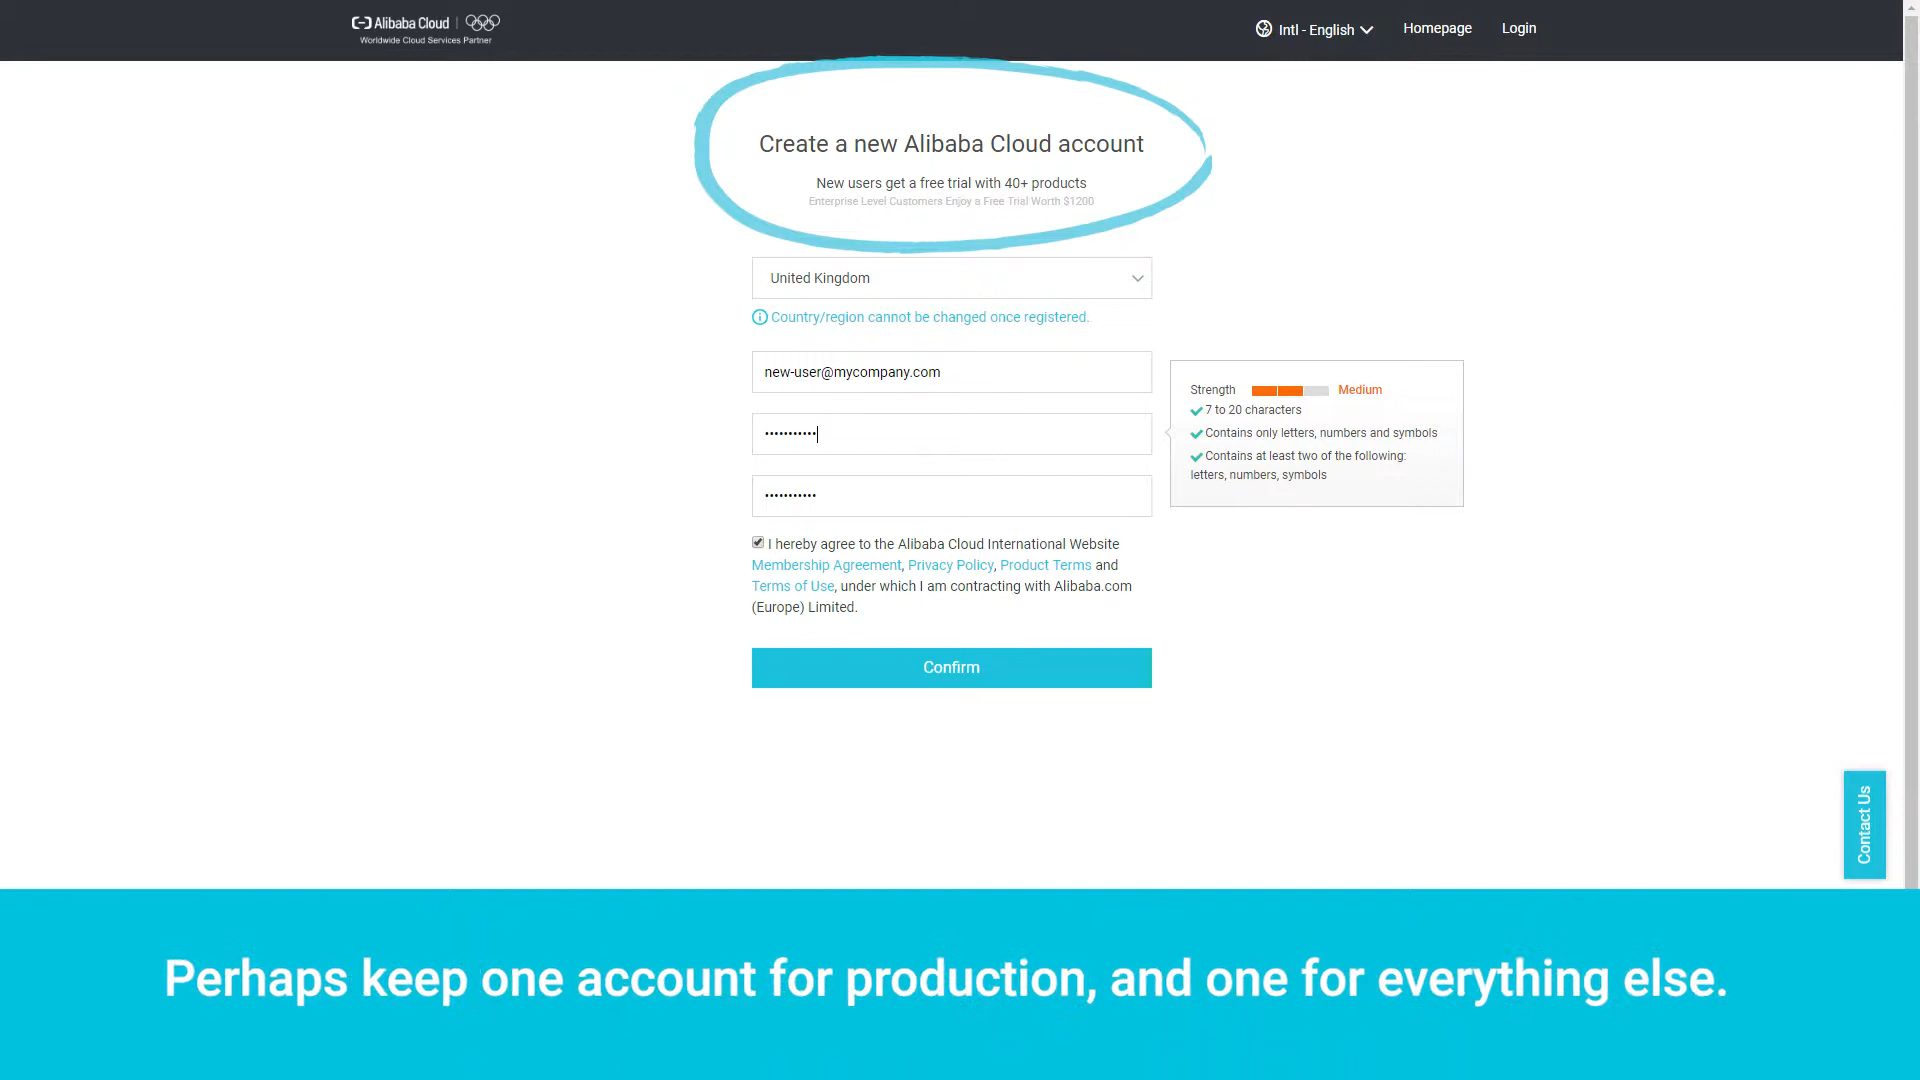 Alibaba Cloud
Worldwide Cloud Services Partner
Intl - English
Homepage
Login
Create a new Alibaba Cloud account
New users get a free trial with 40+ products
Enterprise Level Customers Enjoy a Free Trial Worth $1200
United Kingdom
Country/region cannot be changed once registered.
new-user@mycompany.com
•••••••••••
Strength
Medium
7 to 20 characters
Contains only letters, numbers and symbols
Contains at least two of the following:
letters, numbers, symbols
•••••••••••
I hereby agree to the Alibaba Cloud International Website
Membership Agreement, Privacy Policy, Product Terms and
Terms of Use, under which I am contracting with Alibaba.com
(Europe) Limited.
Confirm
Contact Us
Perhaps keep one account for production, and one for everything else.